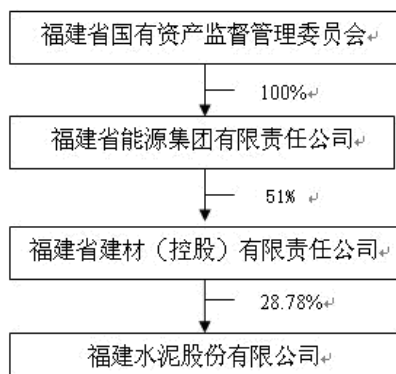 福建省国有资产监督管理委员会
100%
福建省能源集团有限责任公司
51%
福建省建材（控股）有限责任公司
28.78%
福建水泥股份有限公司